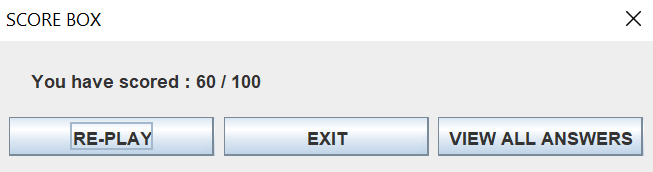 SCORE BOX
You have scored : 60 / 100
RE-PLAY
EXIT
VIEW ALL ANSWERS